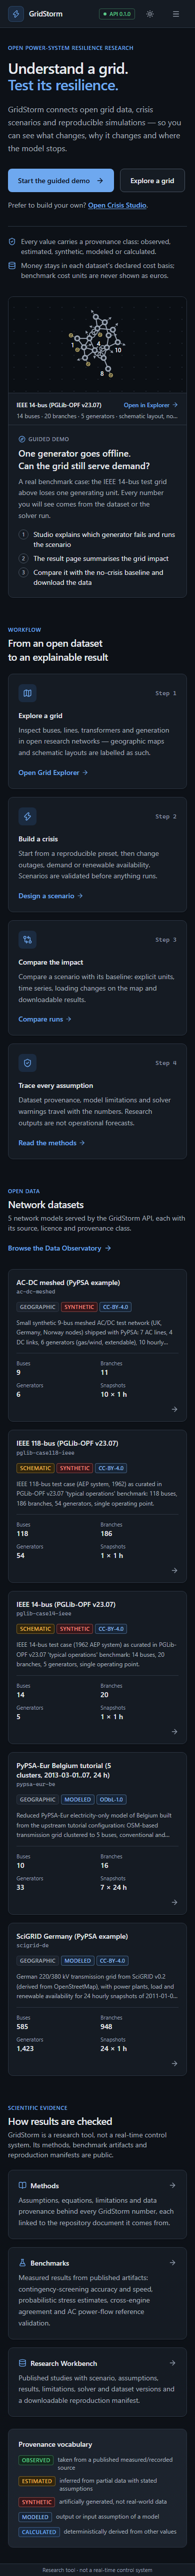 GridStorm
API 0.1.0
OPEN POWER-SYSTEM RESILIENCE RESEARCH
Understand a grid.
Test its resilience.
GridStorm connects open grid data, crisis
scenarios and reproducible simulations — so you
can see what changes, why it changes and where
the model stops.
Start the guided demo →
Explore a grid
Prefer to build your own? Open Crisis Studio.
Every value carries a provenance class: observed,
estimated, synthetic, modeled or calculated.
Money stays in each dataset's declared cost basis;
benchmark cost units are never shown as euros.
1
4
10
8
IEEE 14-bus (PGLib-OPF v23.07)
Open in Explorer →
14 buses · 20 branches · 5 generators · schematic layout, no...
GUIDED DEMO
One generator goes offline.
Can the grid still serve demand?
A real benchmark case: the IEEE 14-bus test grid
above loses one generating unit. Every number
you will see comes from the dataset or the
solver run.
1 Studio explains which generator fails and runs
the scenario
2 The result page summarises the grid impact
3 Compare it with the no-crisis baseline and
download the data
WORKFLOW
From an open dataset
to an explainable result
Step 1
Explore a grid
Inspect buses, lines, transformers and generation
in open research networks — geographic maps
and schematic layouts are labelled as such.
Open Grid Explorer →
Step 2
Build a crisis
Start from a reproducible preset, then change
outages, demand or renewable availability.
Scenarios are validated before anything runs.
Design a scenario →
Step 3
Compare the impact
Compare a scenario with its baseline: explicit units,
time series, loading changes on the map and
downloadable results.
Compare runs →
Step 4
Trace every assumption
Dataset provenance, model limitations and solver
warnings travel with the numbers. Research
outputs are not operational forecasts.
Read the methods →
OPEN DATA
Network datasets
5 network models served by the GridStorm API, each with
its source, licence and provenance class.
Browse the Data Observatory →
AC-DC meshed (PyPSA example)
ac-dc-meshed
GEOGRAPHIC SYNTHETIC CC-BY-4.0
Small synthetic 9-bus meshed AC/DC test network (UK,
Germany, Norway nodes) shipped with PyPSA: 7 AC lines, 4
DC links, 6 generators (gas/wind, extendable), 10 hourly...
Buses
9
Branches
11
Generators
6
Snapshots
10 × 1 h
→
IEEE 118-bus (PGLib-OPF v23.07)
pglib-case118-ieee
SCHEMATIC SYNTHETIC CC-BY-4.0
IEEE 118-bus test case (AEP system, 1962) as curated in
PGLib-OPF v23.07 'typical operations' benchmark: 118 buses,
186 branches, 54 generators, single operating point.
Buses
118
Branches
186
Generators
54
Snapshots
1 × 1 h
→
IEEE 14-bus (PGLib-OPF v23.07)
pglib-case14-ieee
SCHEMATIC SYNTHETIC CC-BY-4.0
IEEE 14-bus test case (1962 AEP system) as curated in PGLib-
OPF v23.07 'typical operations' benchmark: 14 buses, 20
branches, 5 generators, single operating point.
Buses
14
Branches
20
Generators
5
Snapshots
1 × 1 h
→
PyPSA-Eur Belgium tutorial (5
clusters, 2013-03-01..07, 24 h)
pypsa-eur-be
GEOGRAPHIC MODELED ODbL-1.0
Reduced PyPSA-Eur electricity-only model of Belgium built
from the upstream tutorial configuration: OSM-based
transmission grid clustered to 5 buses, conventional and...
Buses
10
Branches
16
Generators
33
Snapshots
7 × 24 h
→
SciGRID Germany (PyPSA example)
scigrid-de
GEOGRAPHIC MODELED CC-BY-4.0
German 220/380 kV transmission grid from SciGRID v0.2
(derived from OpenStreetMap), with power plants, load and
renewable availability for 24 hourly snapshots of 2011-01-0...
Buses
585
Branches
948
Generators
1,423
Snapshots
24 × 1 h
→
SCIENTIFIC EVIDENCE
How results are checked
GridStorm is a research tool, not a real-time control
system. Its methods, benchmark artifacts and
reproduction manifests are public.
Methods →
Assumptions, equations, limitations and data
provenance behind every GridStorm number, each
linked to the repository document it comes from.
Benchmarks →
Measured results from published artifacts:
contingency-screening accuracy and speed,
probabilistic stress estimates, cross-engine
agreement and AC power-flow reference
validation.
Research Workbench →
Published studies with scenario, assumptions,
results, limitations, solver and dataset versions and
a downloadable reproduction manifest.
Provenance vocabulary
OBSERVED taken from a published measured/recorded
source
ESTIMATED inferred from partial data with stated
assumptions
SYNTHETIC artificially generated, not real-world data
MODELED output or input assumption of a model
CALCULATED deterministically derived from other values
Research tool · not a real-time control system